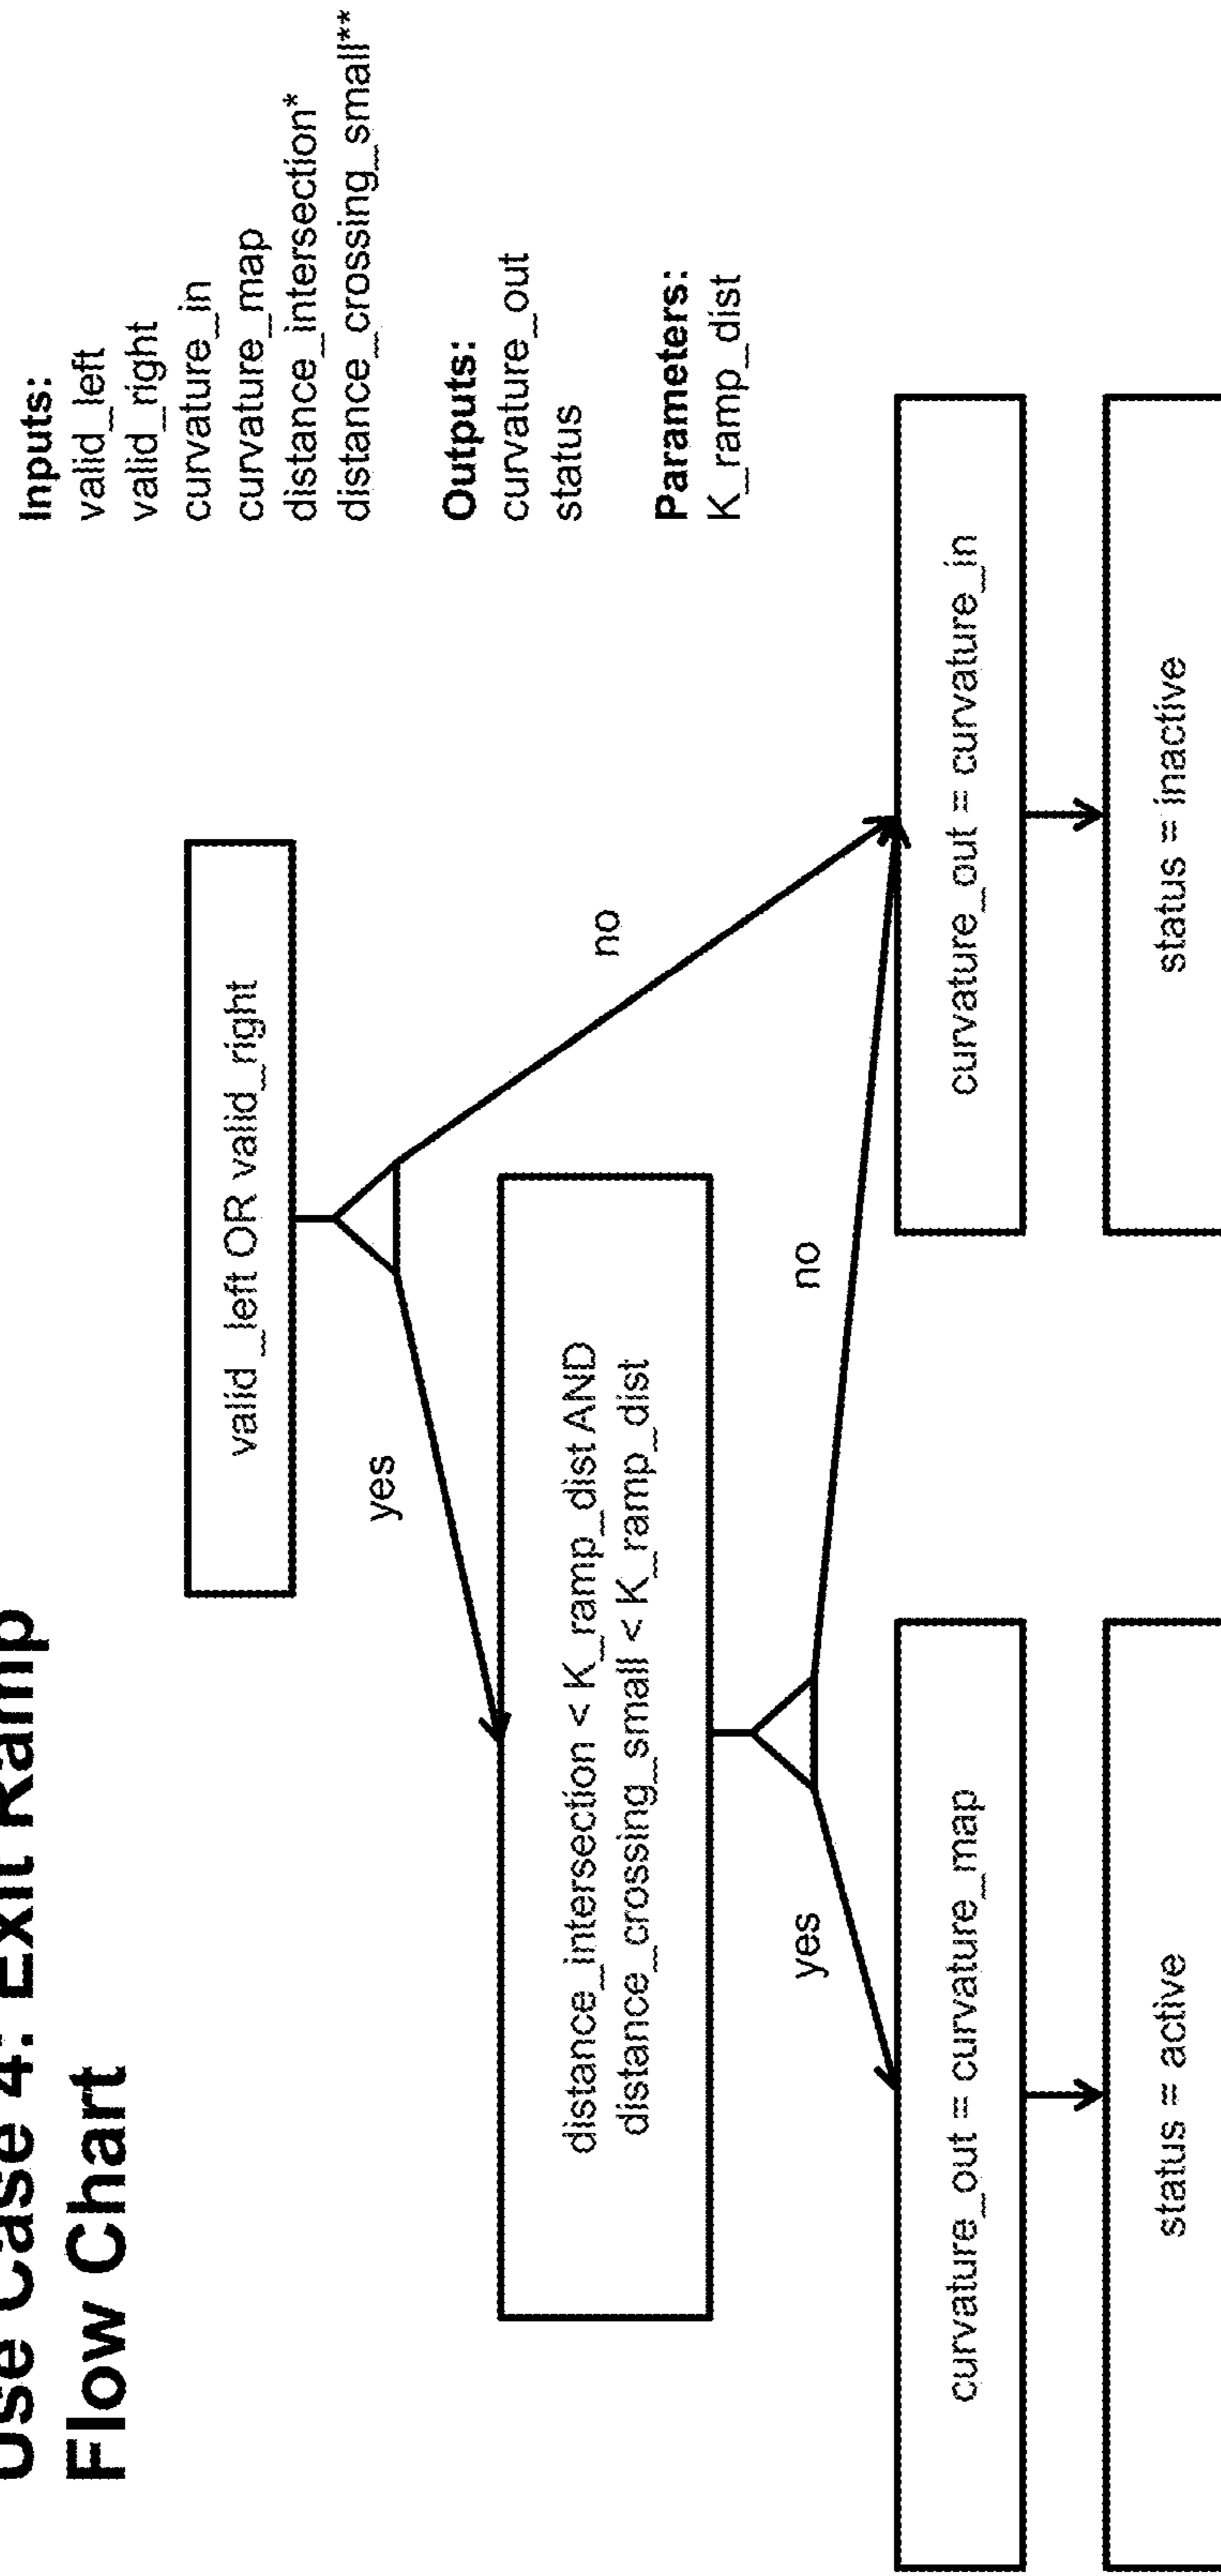 Use Case 4: Exit Ramp
Flow Chart
Inputs:
valid_left
valid_right
curvature_in
curvature_map
distance_intersection*
distance_crossing_small**
Outputs:
curvature_out
status
Parameters:
K_ramp_dist
valid _left OR valid_right
yes
no
distance_intersection < K_ramp_dist AND
distance_crossing_small < K_ramp_dist
yes
no
curvature_out = curvature_map
curvature_out = curvature_in
status = active
status = inactive